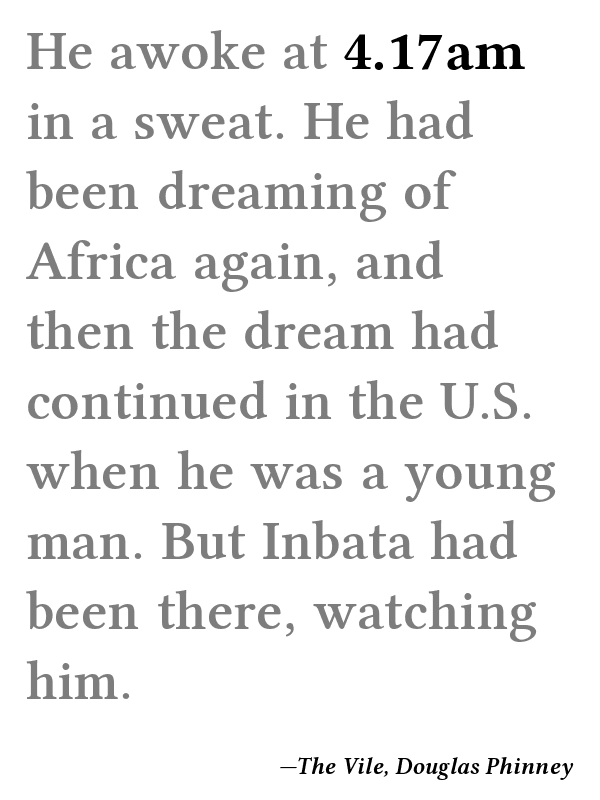 He awoke at 4.17am
in a sweat. He had
been dreaming of
Africa again, and
then the dream had
continued in the U.S.
when he was a young
man. But Inbata had
been there, watching
him.
—The Vile, Douglas Phinney